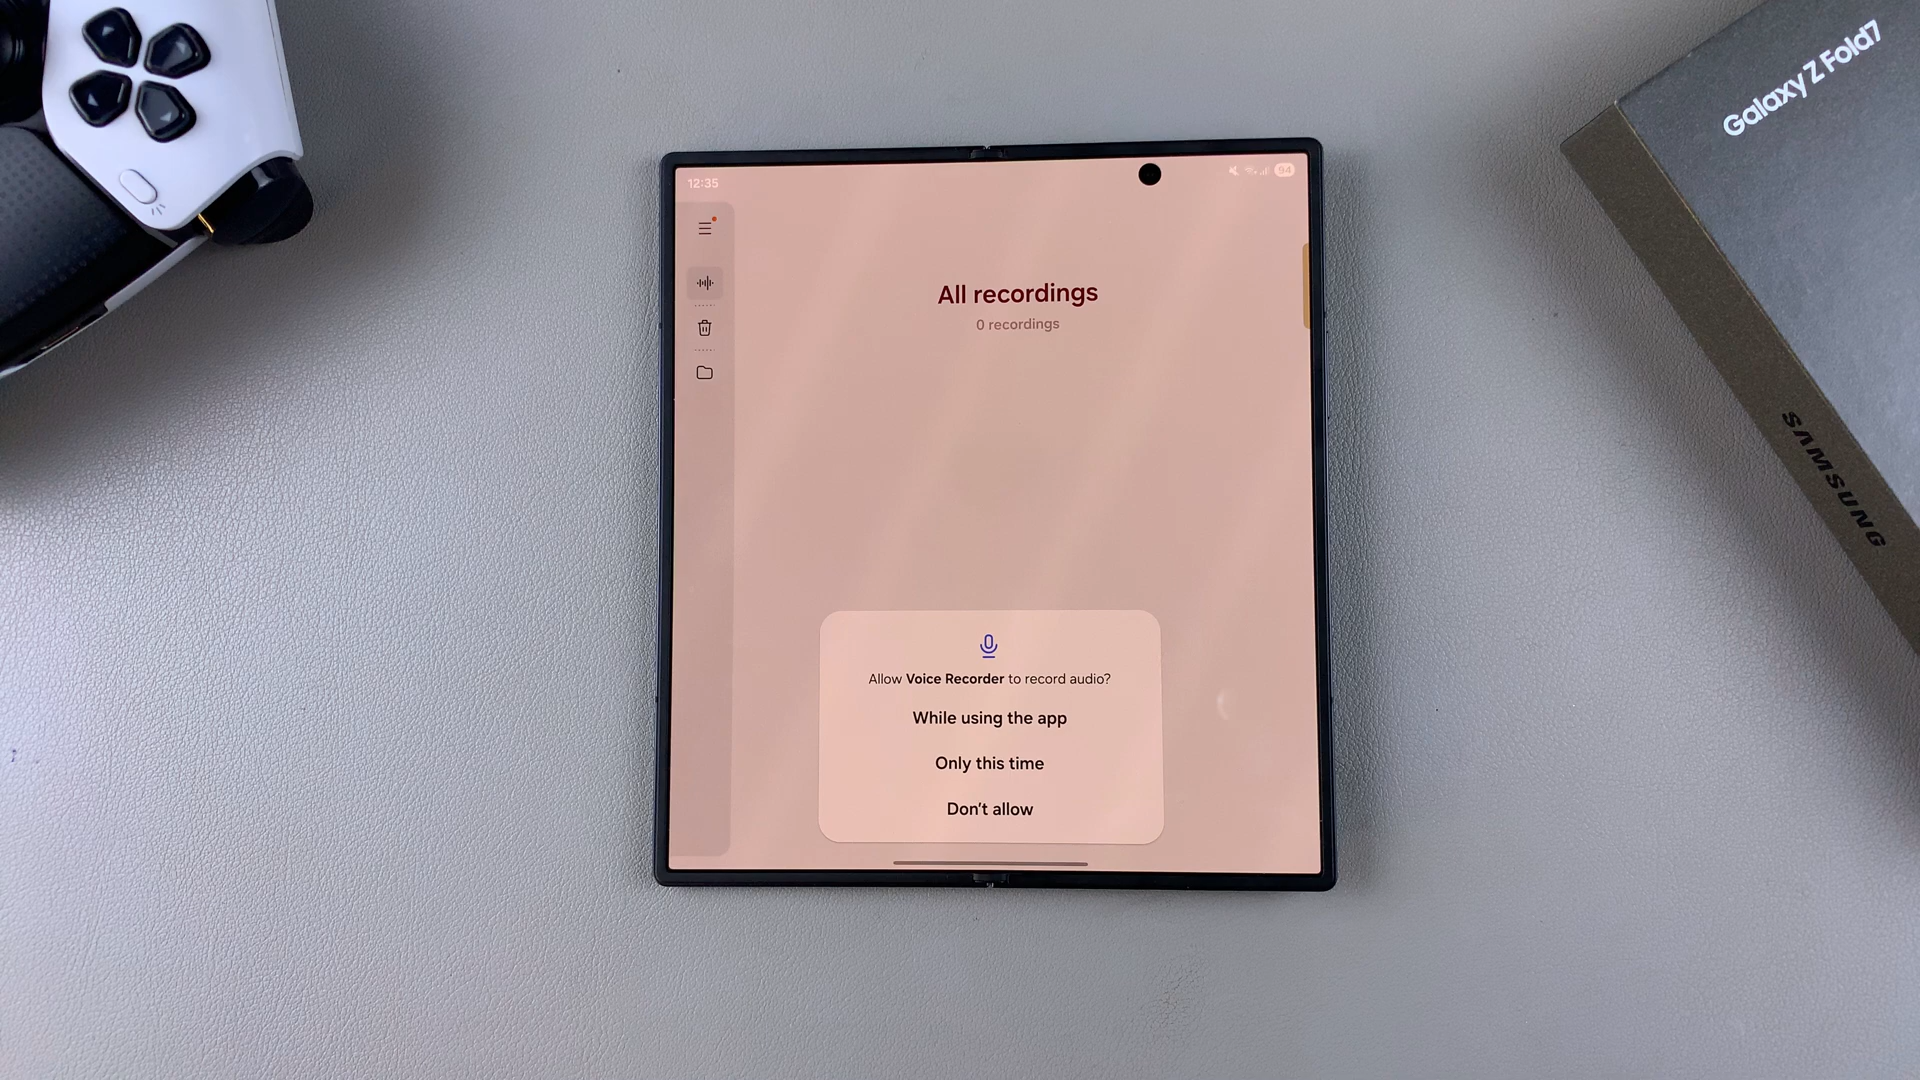 Galaxy Z Fold7
SAMSUNG
12:35
94
All recordings
0 recordings
Allow Voice Recorder to record audio?
While using the app
Only this time
Don't allow